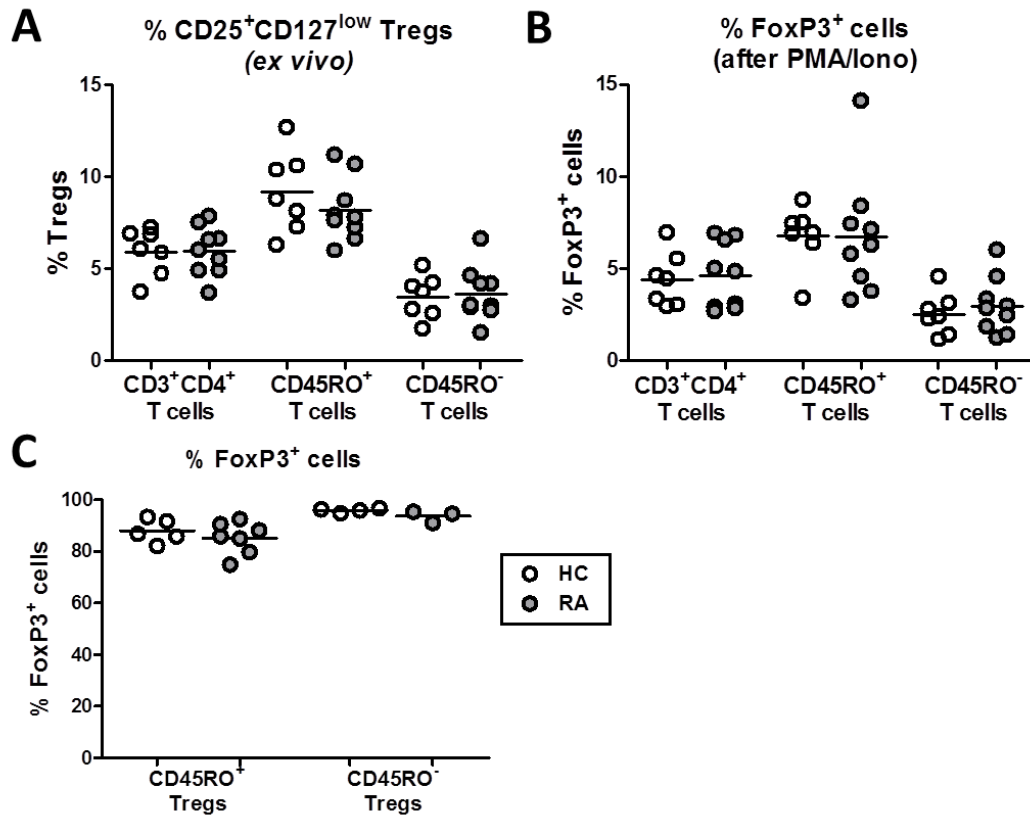 A
% CD25⁺CD127ˡᵒʷ Tregs
(ex vivo)
% Tregs
15
10
5
0
CD3⁺CD4⁺
T cells
CD45RO⁺
T cells
CD45RO⁻
T cells
B
% FoxP3⁺ cells
(after PMA/Iono)
% FoxP3⁺ cells
15
10
5
0
CD3⁺CD4⁺
T cells
CD45RO⁺
T cells
CD45RO⁻
T cells
C
% FoxP3⁺ cells
% FoxP3⁺ cells
100
80
60
40
20
0
CD45RO⁺
Tregs
CD45RO⁻
Tregs
HC
RA